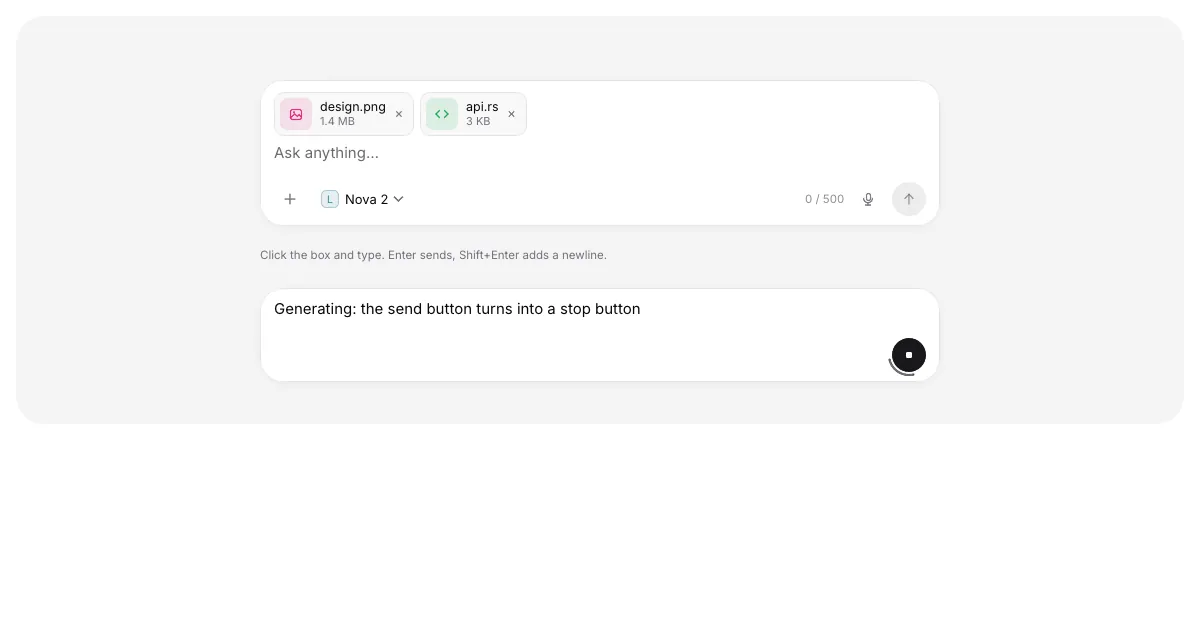 design.png
1.4 MB
api.rs
3 KB
Ask anything...
L Nova 2
0 / 500
Click the box and type. Enter sends, Shift+Enter adds a newline.
Generating: the send button turns into a stop button